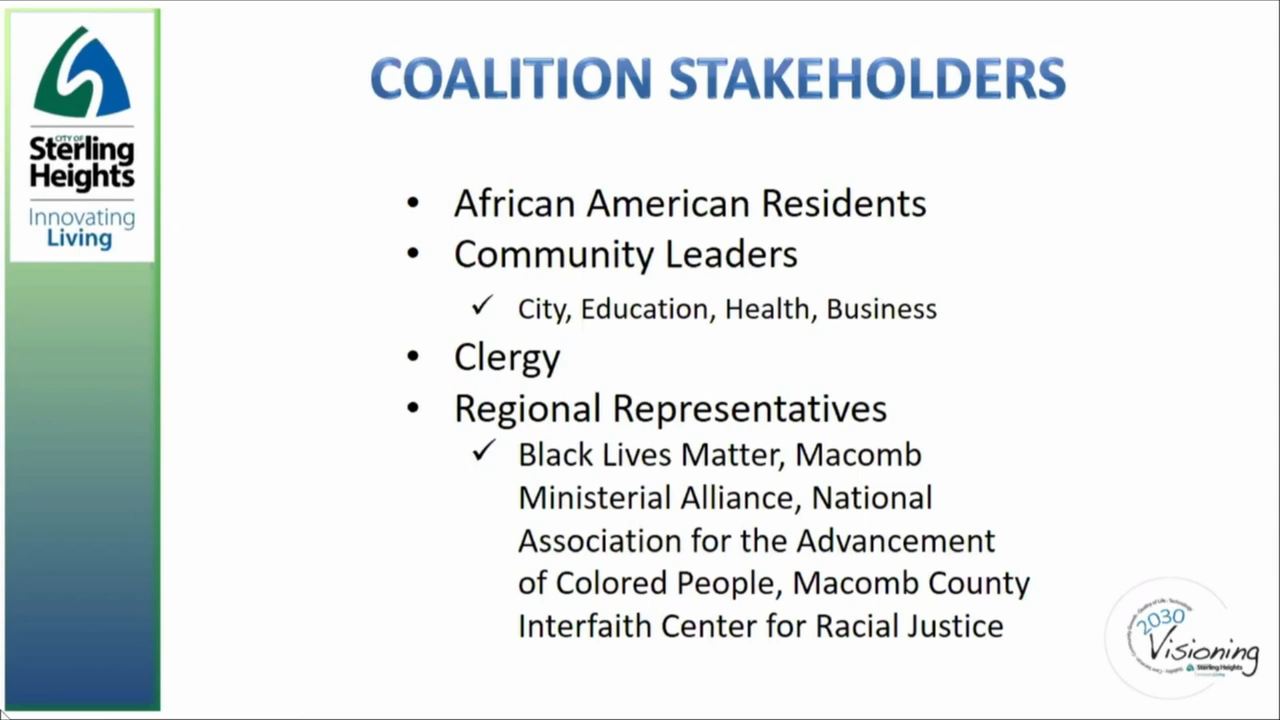 COALITION STAKEHOLDERS
CITY OF
Sterling
Heights
Innovating
Living
• African American Residents
• Community Leaders
✓ City, Education, Health, Business
• Clergy
• Regional Representatives
✓ Black Lives Matter, Macomb
Ministerial Alliance, National
Association for the Advancement
of Colored People, Macomb County
Interfaith Center for Racial Justice
2030
Visioning
Sterling Heights